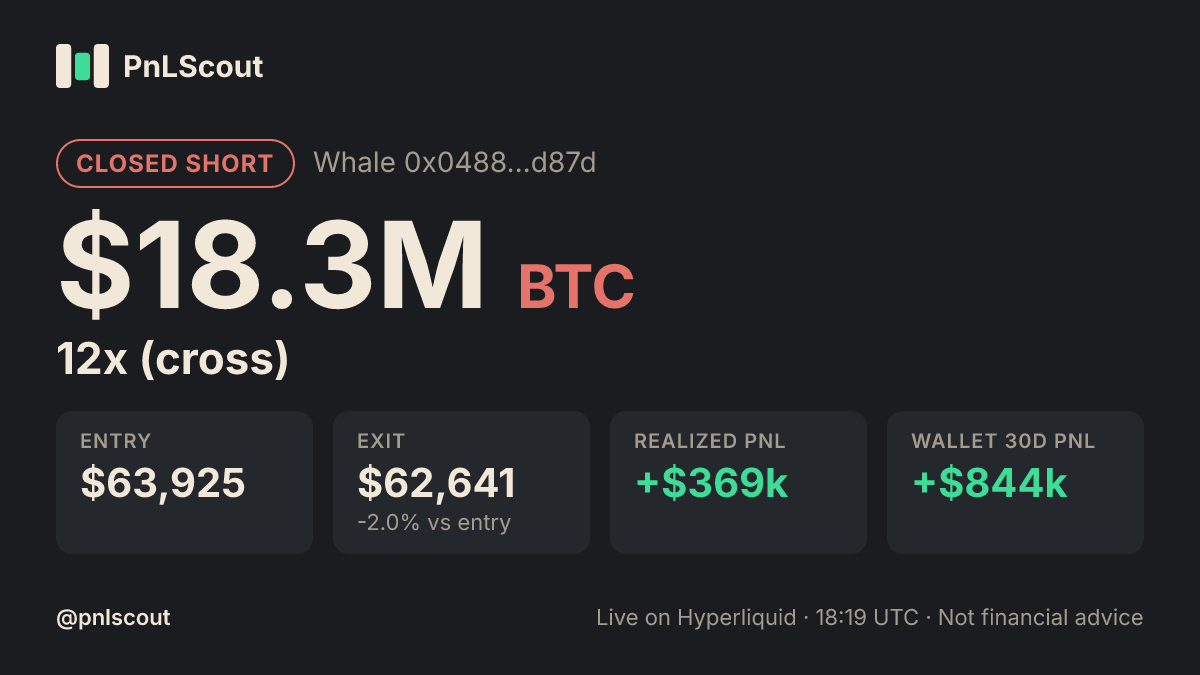 PnLScout
CLOSED SHORT Whale 0x0488...d87d
$18.3M BTC
12x (cross)
ENTRY
$63,925
EXIT
$62,641
-2.0% vs entry
REALIZED PNL
+$369k
WALLET 30D PNL
+$844k
@pnlscout
Live on Hyperliquid · 18:19 UTC · Not financial advice